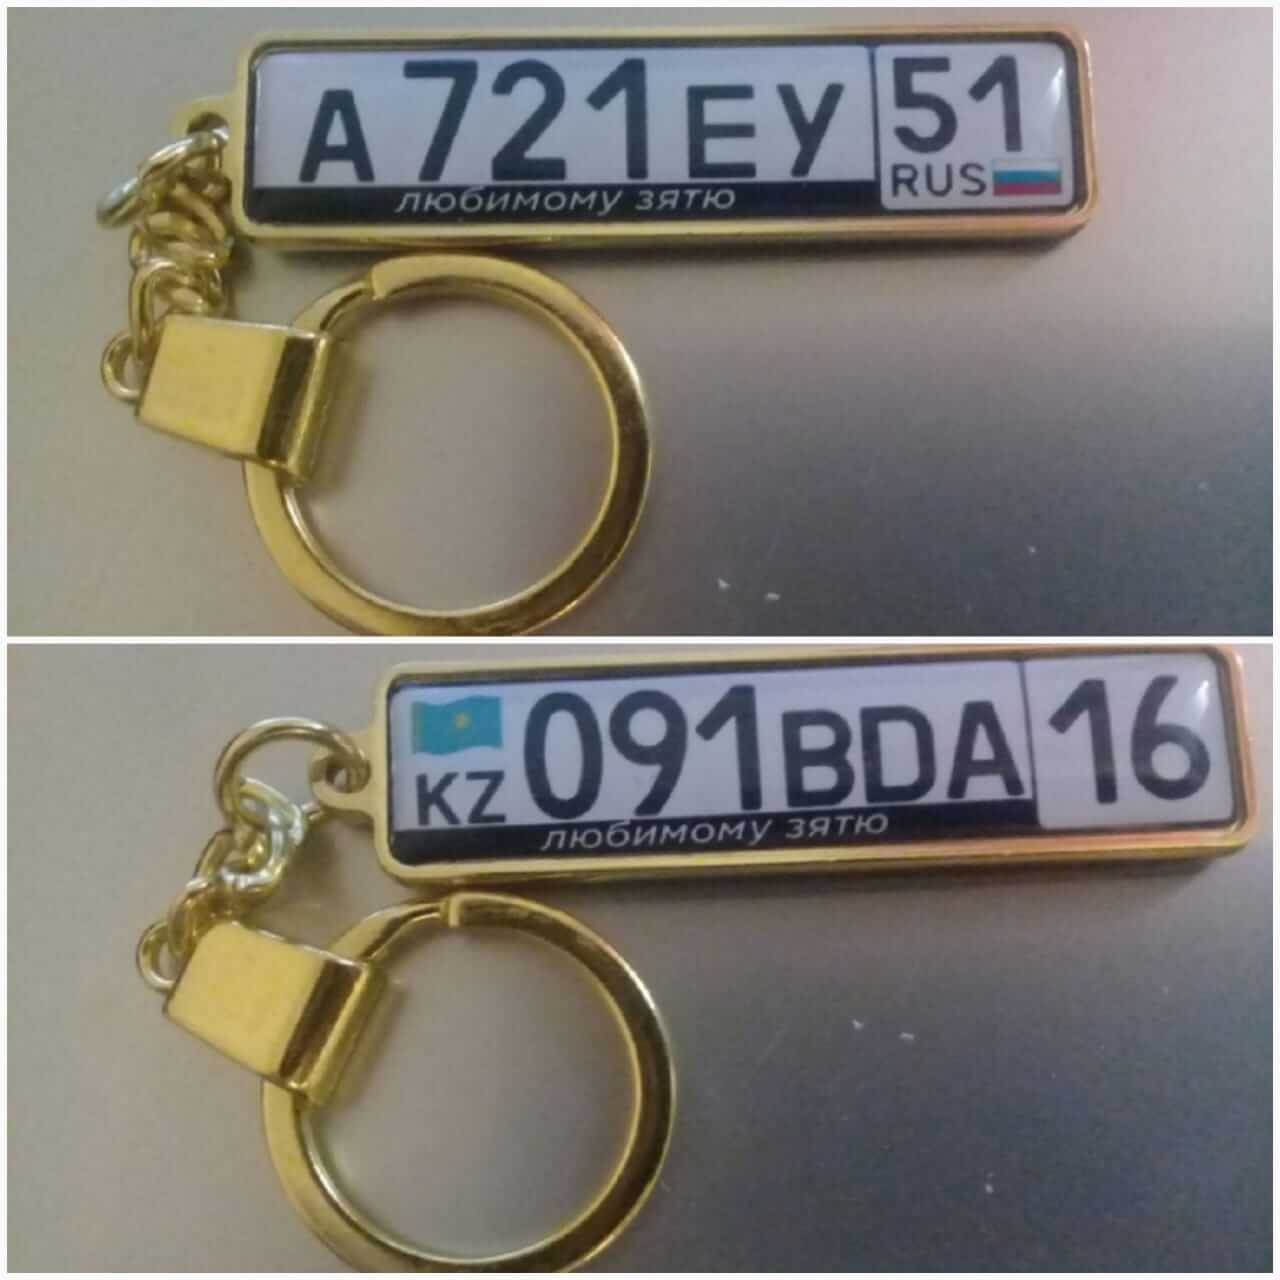 А721ЕУ 51
RUS
любимому зятю
KZ 091BDA 16
любимому зятю